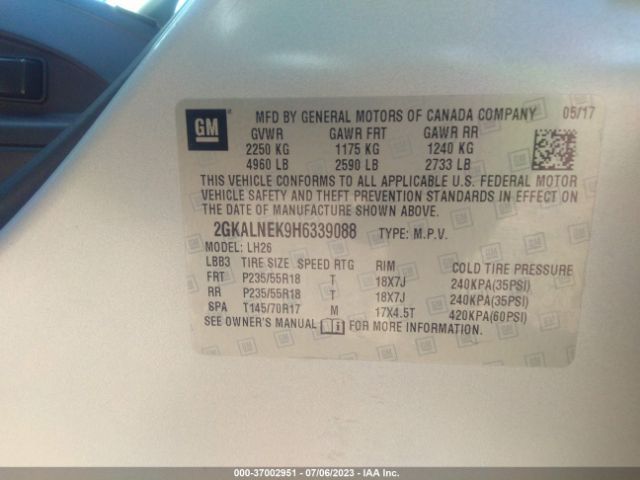 GM
MFD BY GENERAL MOTORS OF CANADA COMPANY 05/17
GVWR GAWR FRT GAWR RR
2250 KG 1175 KG 1240 KG
4960 LB 2590 LB 2733 LB
THIS VEHICLE CONFORMS TO ALL APPLICABLE U.S. FEDERAL MOTOR
VEHICLE SAFETY AND THEFT PREVENTION STANDARDS IN EFFECT ON
THE DATE OF MANUFACTURE SHOWN ABOVE.
2GKALNEK9H6339088 TYPE: M.P.V.
MODEL: LH26
LBB3 TIRE SIZE SPEED RTG RIM COLD TIRE PRESSURE
FRT P235/55R18 T 18X7J 240KPA(35PSI)
RR P235/55R18 T 18X7J 240KPA(35PSI)
SPA T145/70R17 M 17X4.5T 420KPA(60PSI)
SEE OWNER'S MANUAL FOR MORE INFORMATION.
000-37002951 - 07/06/2023 - IAA Inc.